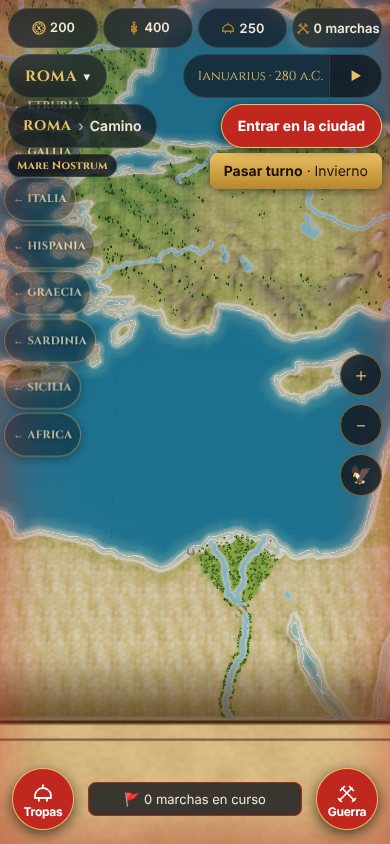 200
400
250
0 marchas
ROMA ▾
Ianuarius · 280 a.C.
ETRURIA
ROMA › Camino
Entrar en la ciudad
GALLIA
Mare Nostrum
Pasar turno · Invierno
← ITALIA
← HISPANIA
← GRAECIA
← SARDINIA
← SICILIA
← AFRICA
+
−
Tropas
0 marchas en curso
Guerra